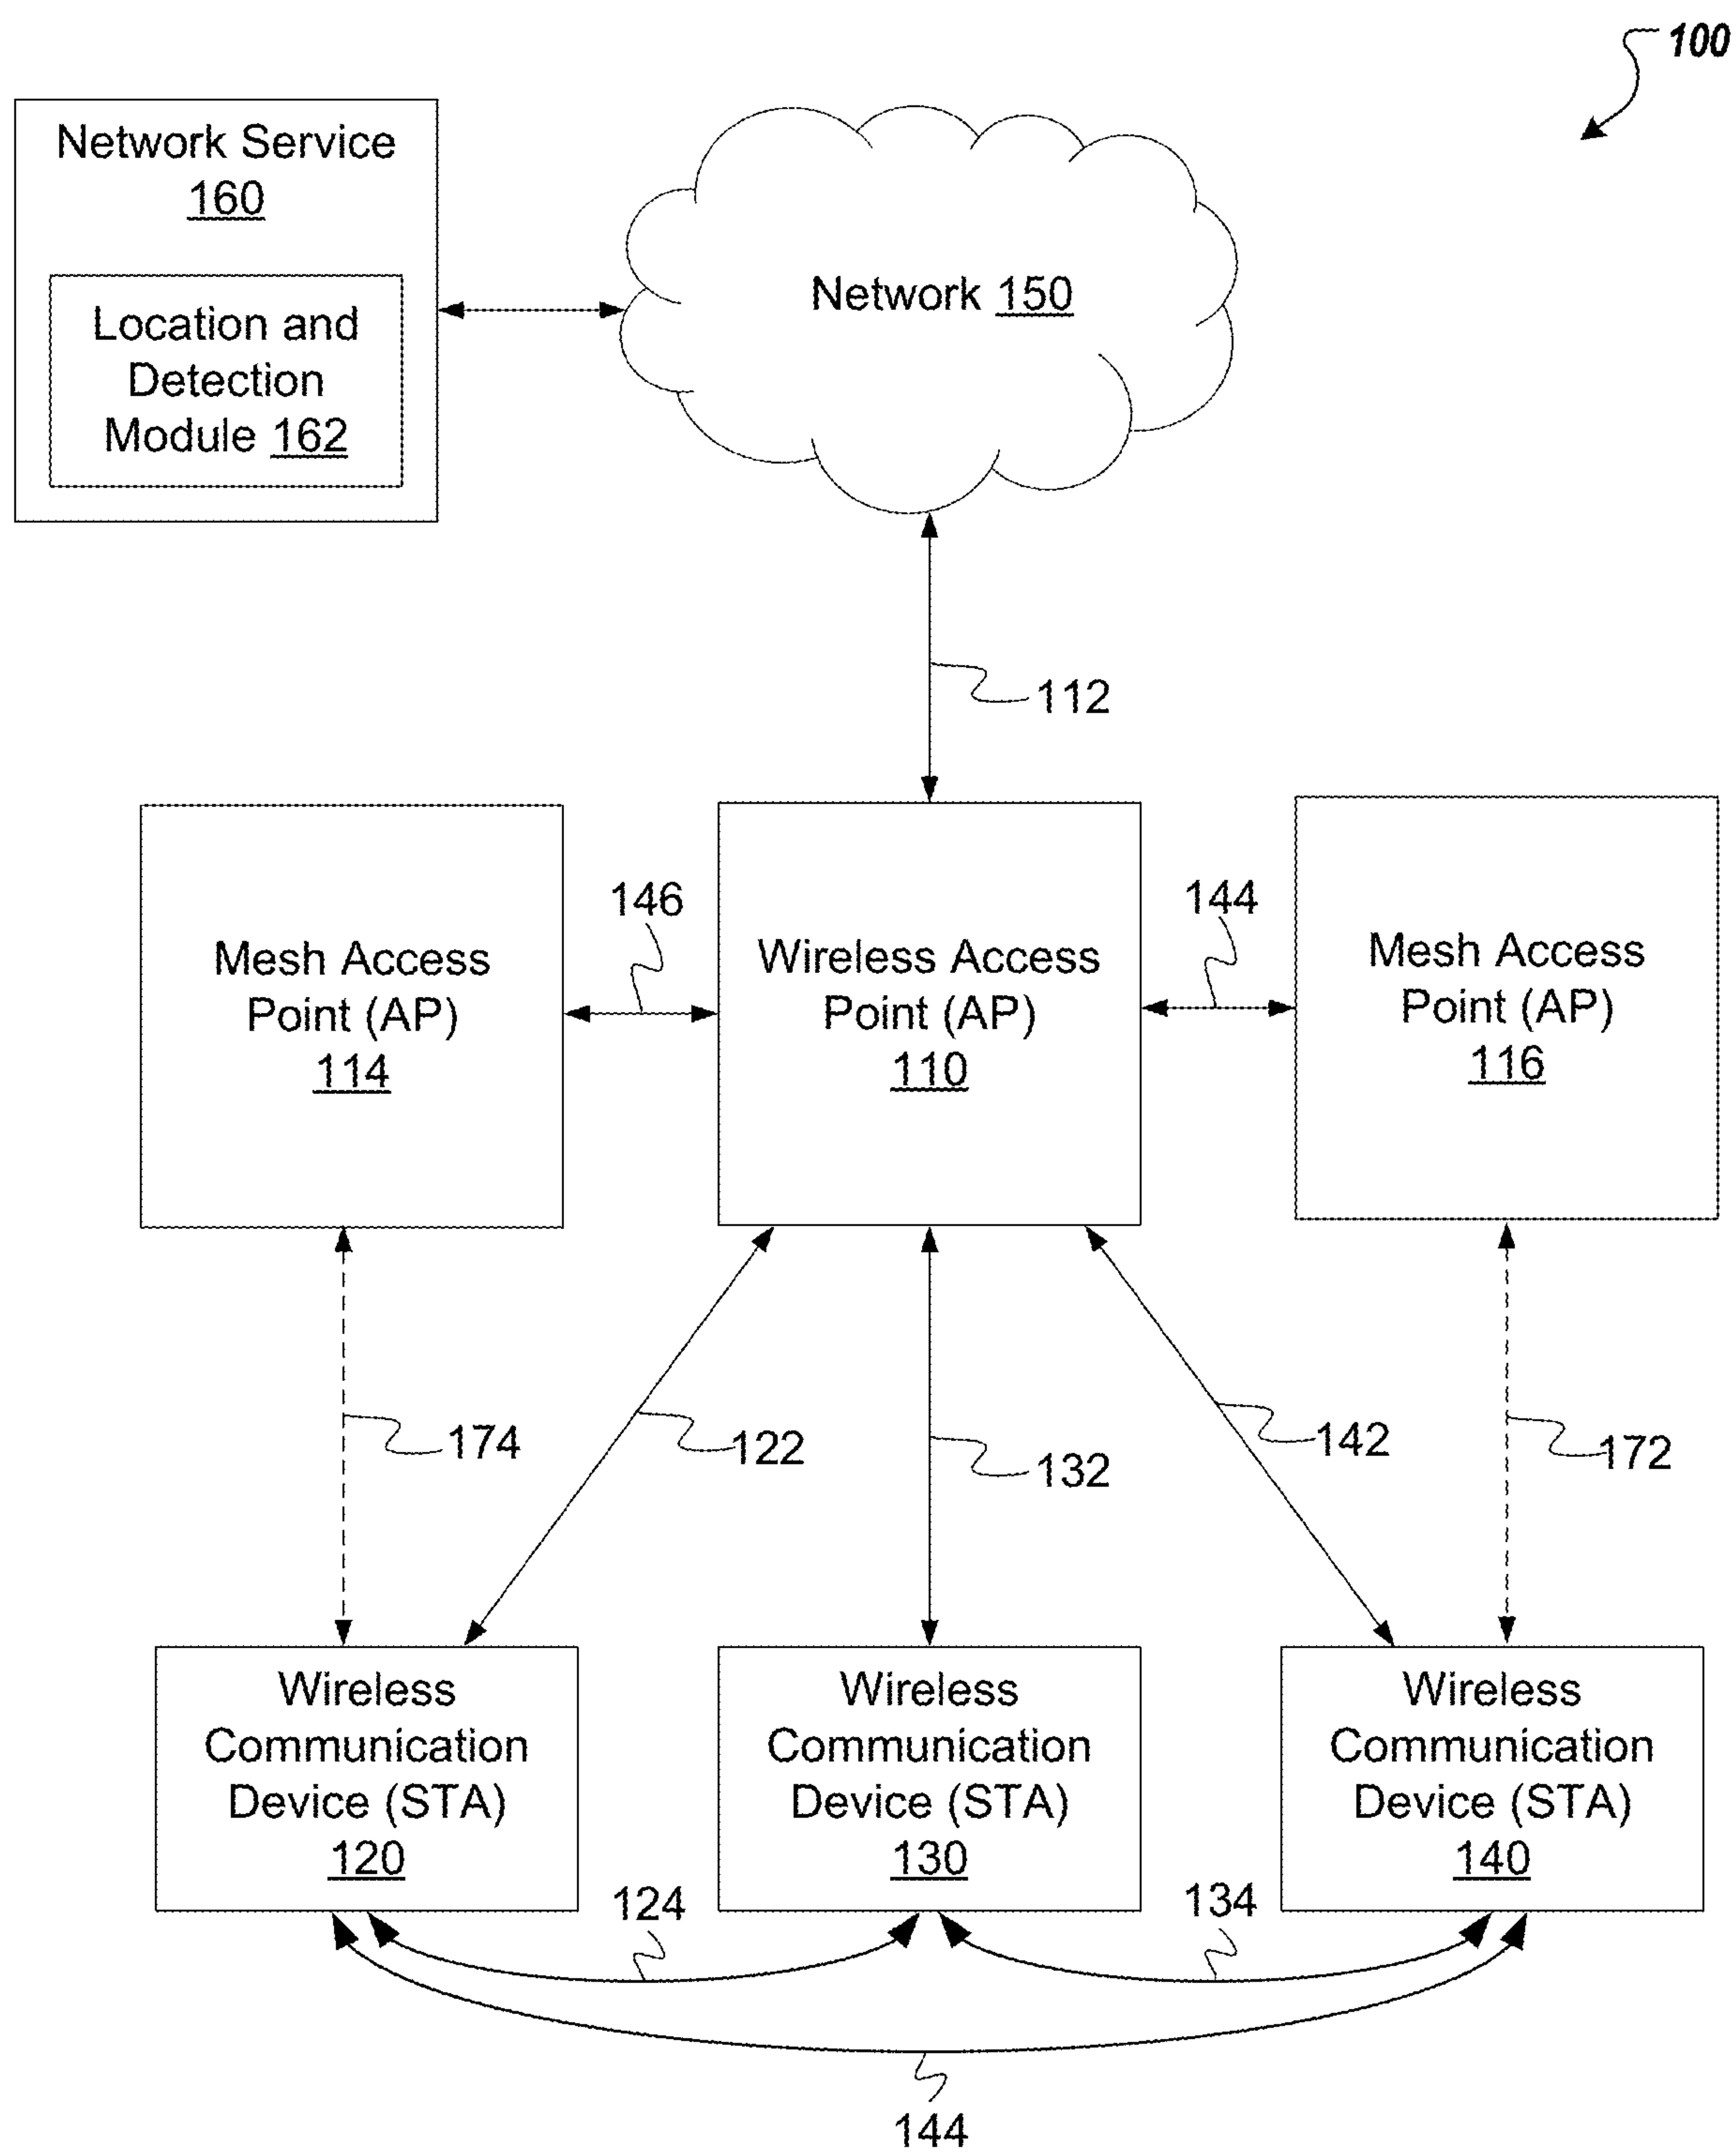 100
Network Service
160
Location and
Detection
Module 162
Network 150
112
146
144
Mesh Access
Point (AP)
114
Wireless Access
Point (AP)
110
Mesh Access
Point (AP)
116
174
122
132
142
172
Wireless
Communication
Device (STA)
120
Wireless
Communication
Device (STA)
130
Wireless
Communication
Device (STA)
140
124
134
144